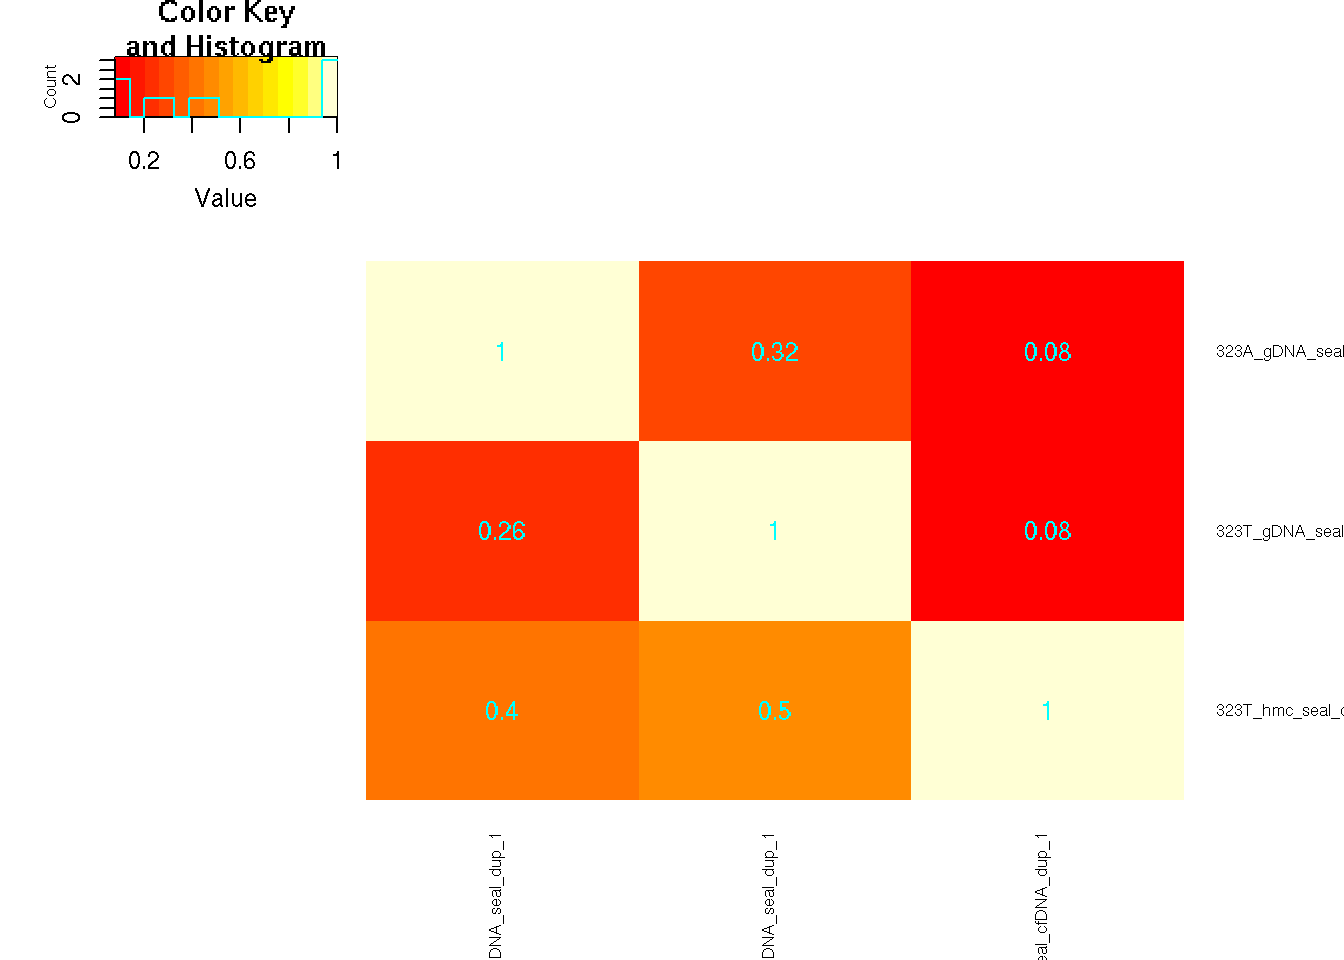 Color Key
and Histogram
Count
0 2
0.2 0.6 1
Value
1 0.32 0.08 323A_gDNA_seal
0.26 1 0.08 323T_gDNA_seal
0.4 0.5 1 323T_hmc_seal_c
DNA_seal_dup_1
DNA_seal_dup_1
eal_cfDNA_dup_1